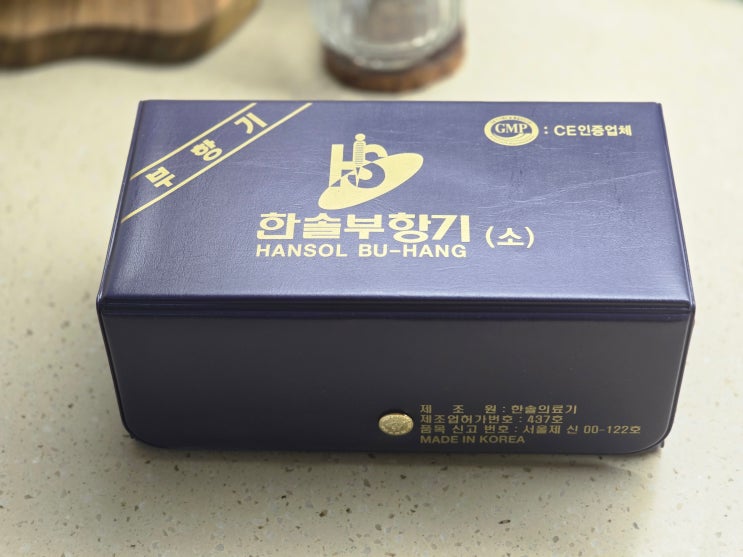 부 항 기
GMP : CE인증업체
HS
한솔부항기 (소)
HANSOL BU-HANG
제 조 원 : 한솔의료기
제조업허가번호 : 437호
품목 신고 번호 : 서울제 신 00-122호
MADE IN KOREA